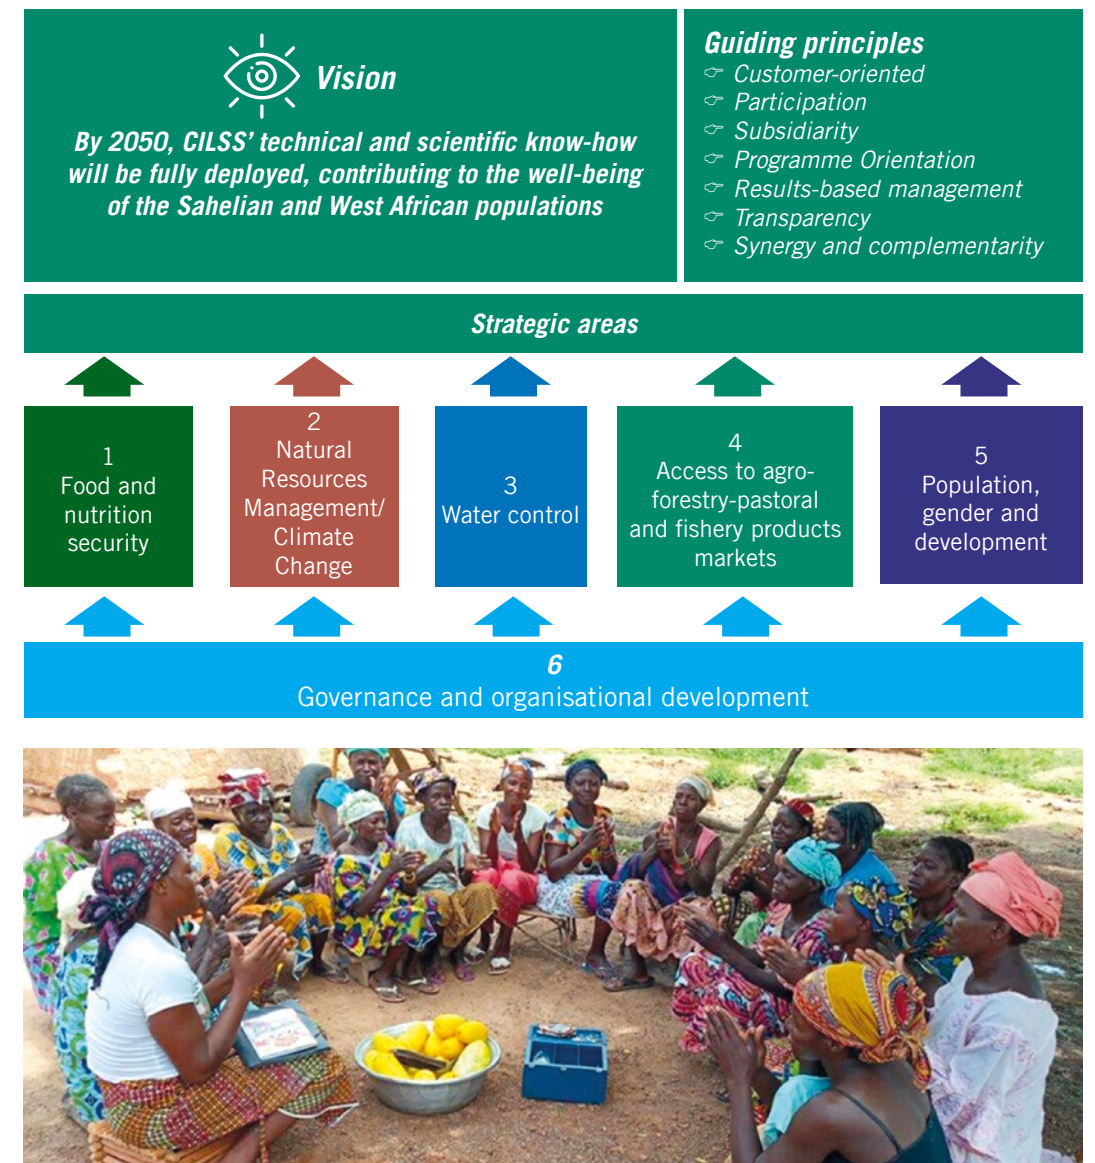 Vision
By 2050, CILSS’ technical and scientific know-how
will be fully deployed, contributing to the well-being
of the Sahelian and West African populations
Guiding principles
☞ Customer-oriented
☞ Participation
☞ Subsidiarity
☞ Programme Orientation
☞ Results-based management
☞ Transparency
☞ Synergy and complementarity
Strategic areas
1
Food and
nutrition
security
2
Natural
Resources
Management/
Climate
Change
3
Water control
4
Access to agro-
forestry-pastoral
and fishery products
markets
5
Population,
gender and
development
6
Governance and organisational development